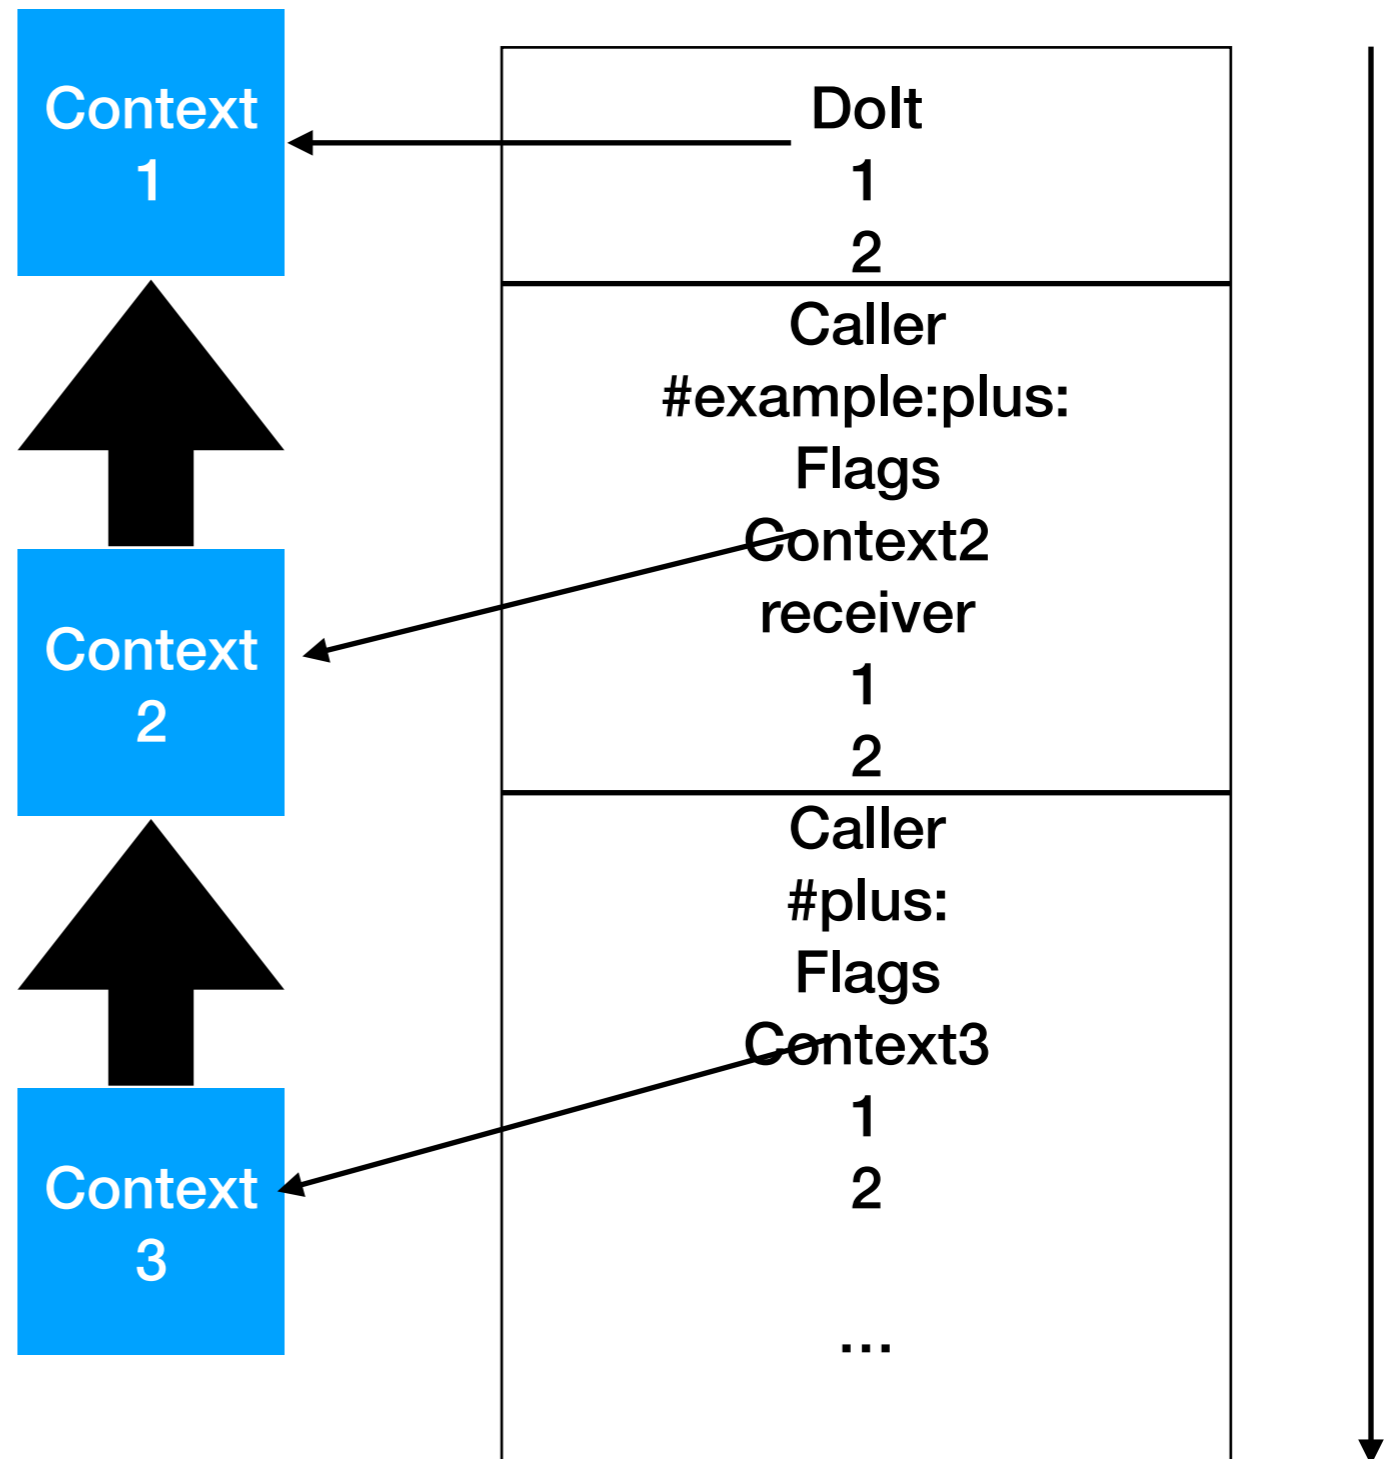 Context
1
Context
2
Context
3
DoIt
1
2
Caller
#example:plus:
Flags
Context2
receiver
1
2
Caller
#plus:
Flags
Context3
1
2
...